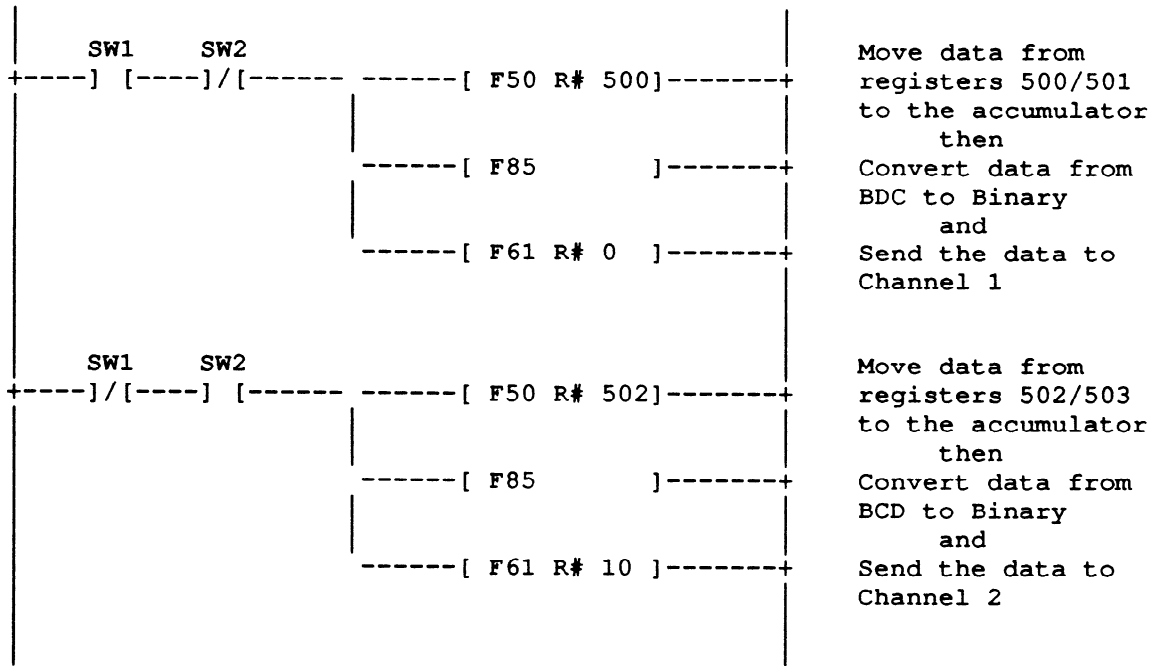 SW1 SW2
+----] [----]/[------ ------[ F50 R# 500]-------+
------[ F85 ]-------+
------[ F61 R# 0 ]-------+
Move data from
registers 500/501
to the accumulator
then
Convert data from
BDC to Binary
and
Send the data to
Channel 1
SW1 SW2
+----]/[----] [------ ------[ F50 R# 502]-------+
------[ F85 ]-------+
------[ F61 R# 10 ]-------+
Move data from
registers 502/503
to the accumulator
then
Convert data from
BCD to Binary
and
Send the data to
Channel 2